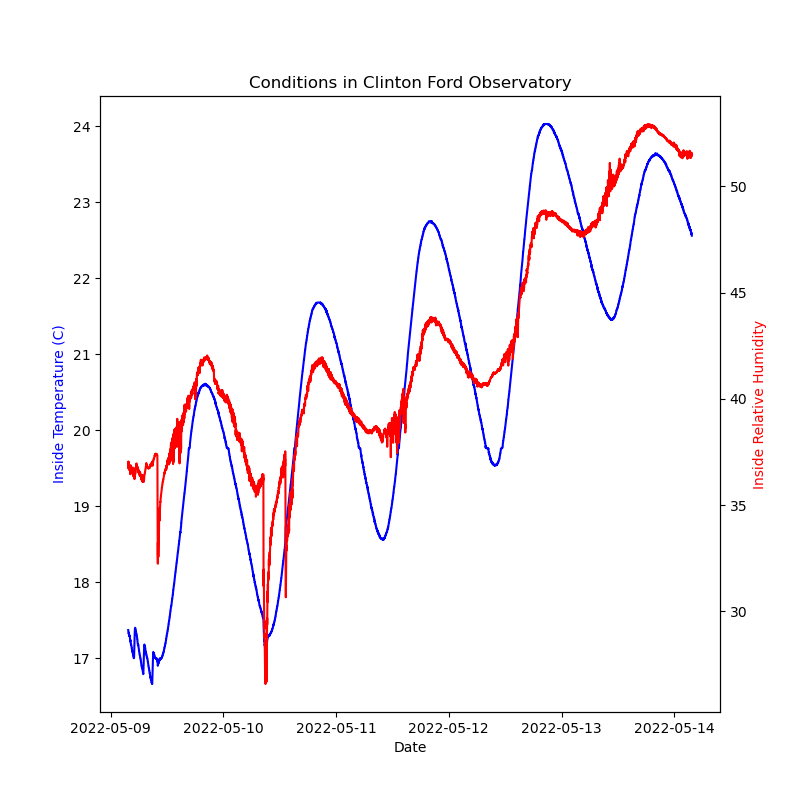 Conditions in Clinton Ford Observatory
24
23
22
21
20
19
18
17
Inside Temperature (C)
50
45
40
35
30
Inside Relative Humidity
2022-05-09 2022-05-10 2022-05-11 2022-05-12 2022-05-13 2022-05-14
Date